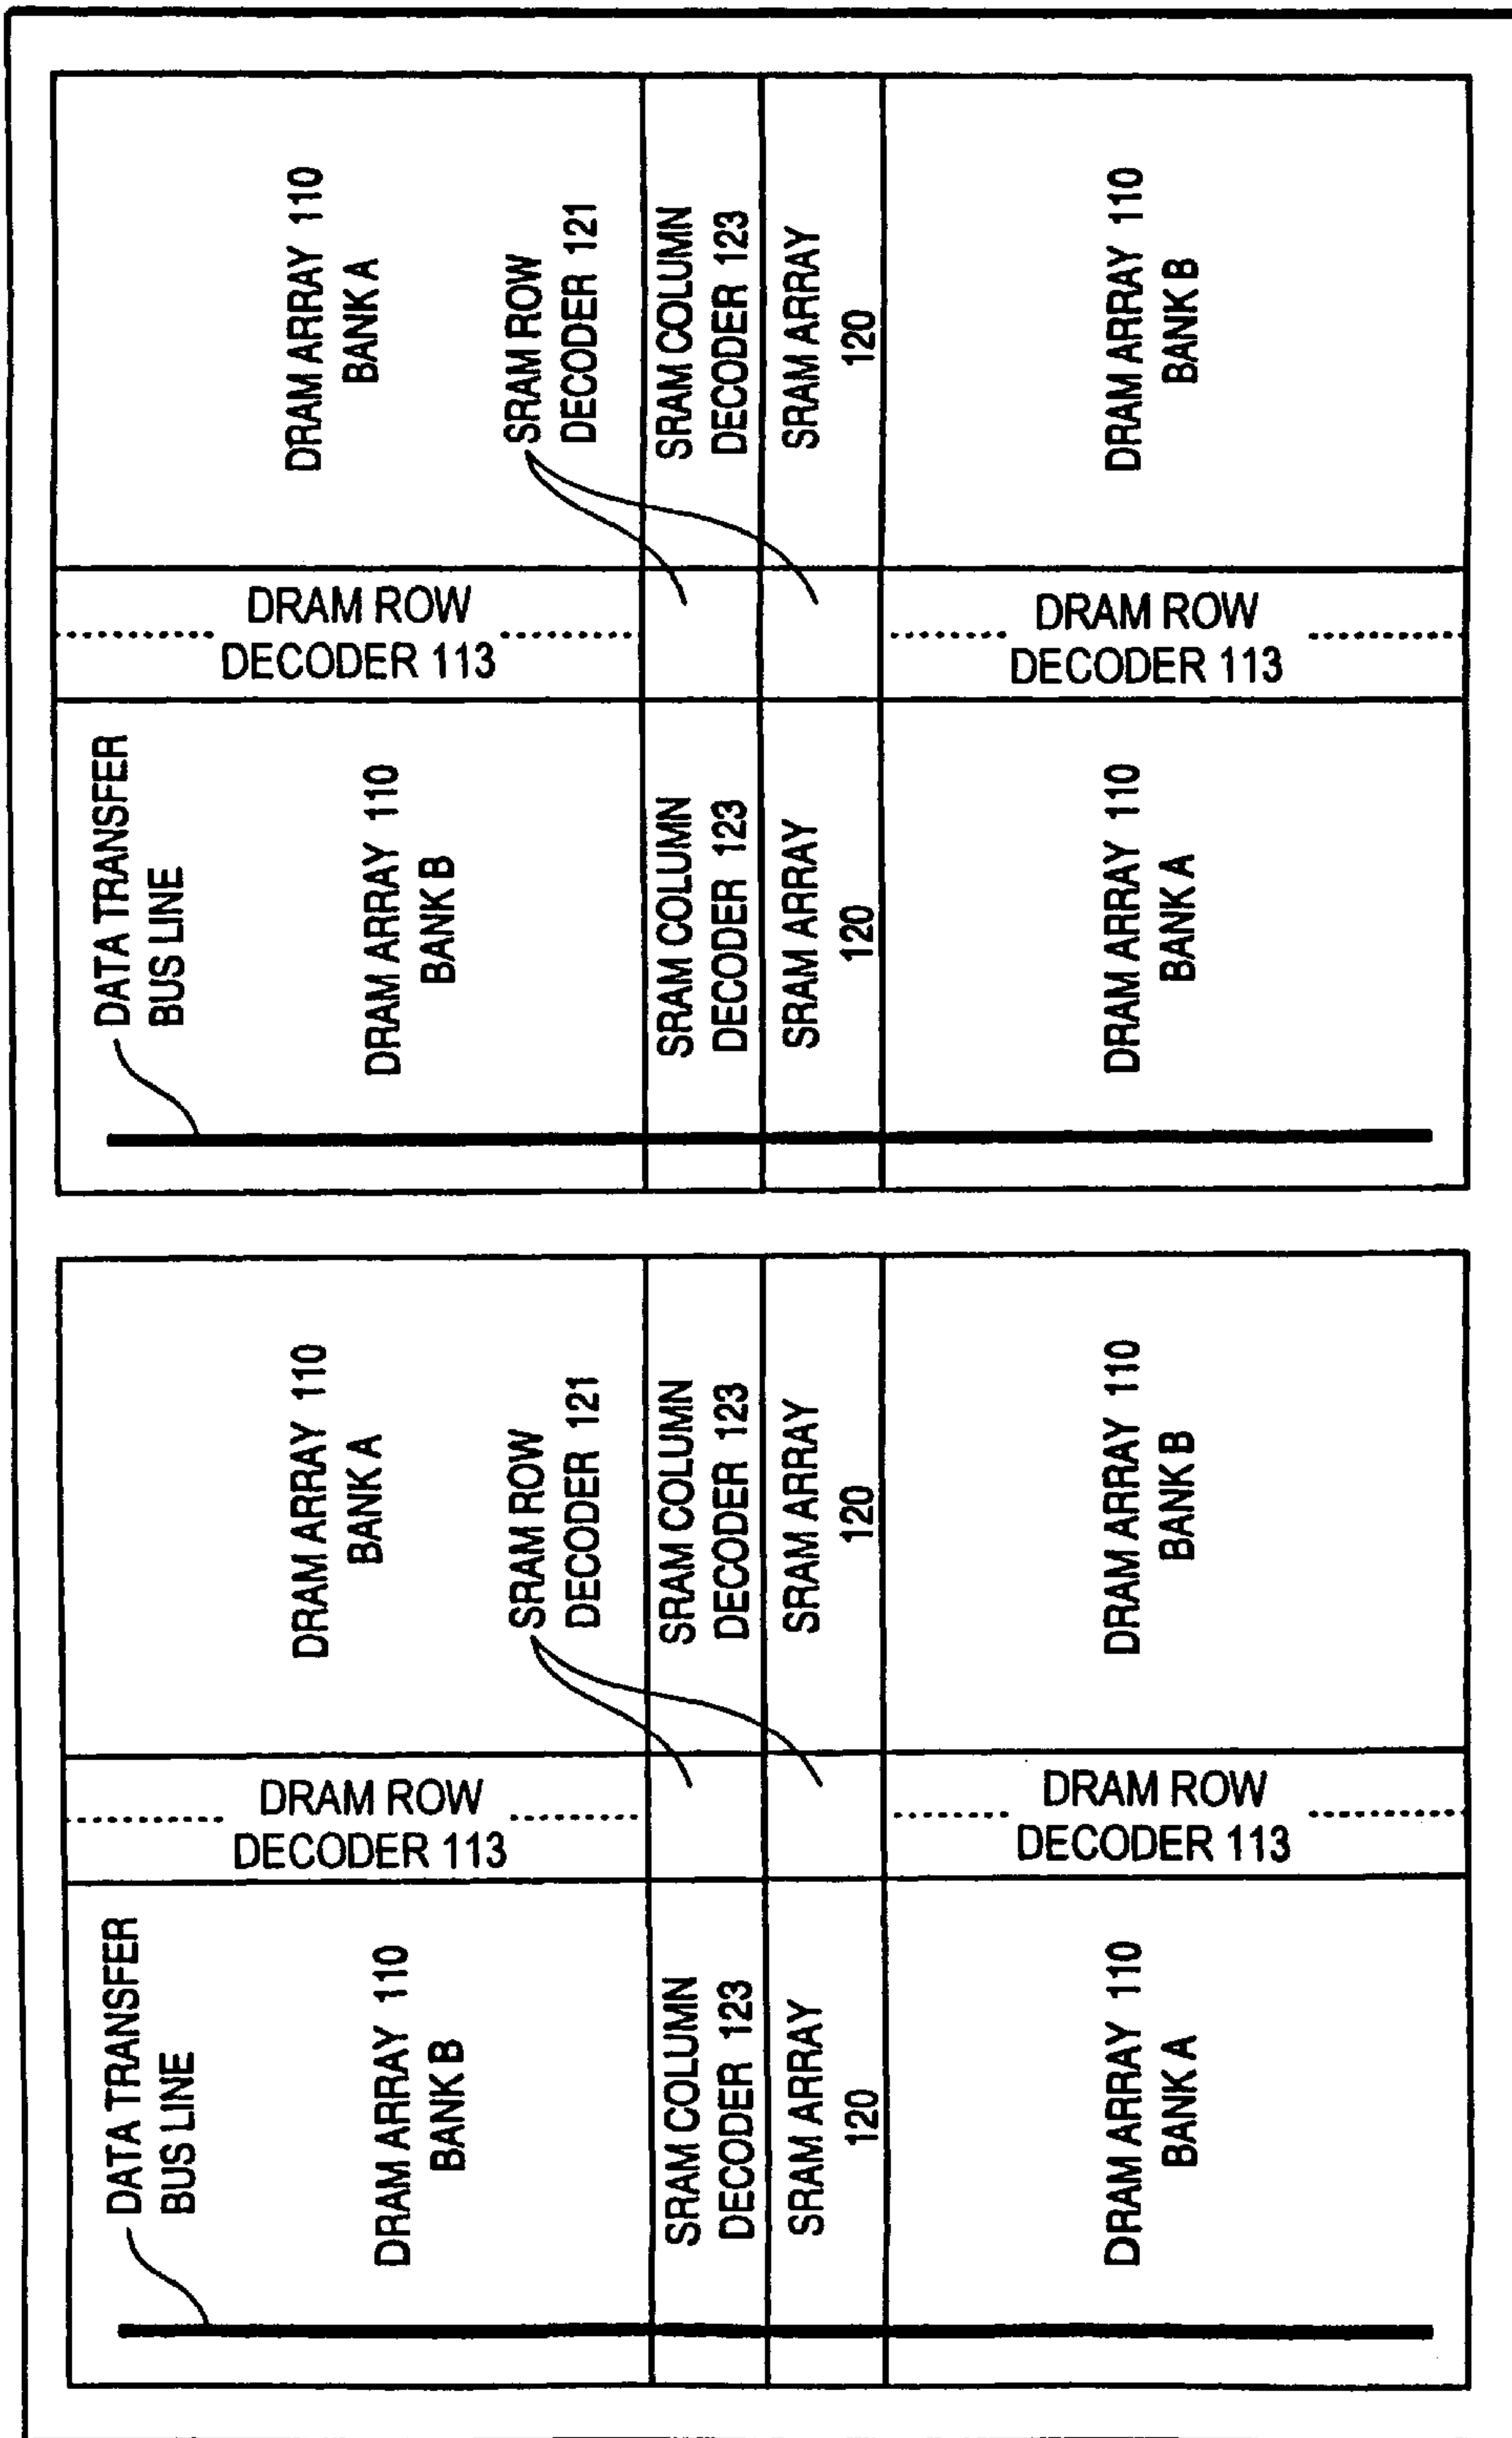 DRAM ARRAY 110
BANK A
SRAM ROW
DECODER 121
SRAM COLUMN
DECODER 123
SRAM ARRAY
120
DRAM ARRAY 110
BANK B
DRAM ROW
DECODER 113
DRAM ROW
DECODER 113
DATA TRANSFER
BUS LINE
DRAM ARRAY 110
BANK B
SRAM COLUMN
DECODER 123
SRAM ARRAY
120
DRAM ARRAY 110
BANK A
DRAM ARRAY 110
BANK A
SRAM ROW
DECODER 121
SRAM COLUMN
DECODER 123
SRAM ARRAY
120
DRAM ARRAY 110
BANK B
DRAM ROW
DECODER 113
DRAM ROW
DECODER 113
DATA TRANSFER
BUS LINE
DRAM ARRAY 110
BANK B
SRAM COLUMN
DECODER 123
SRAM ARRAY
120
DRAM ARRAY 110
BANK A